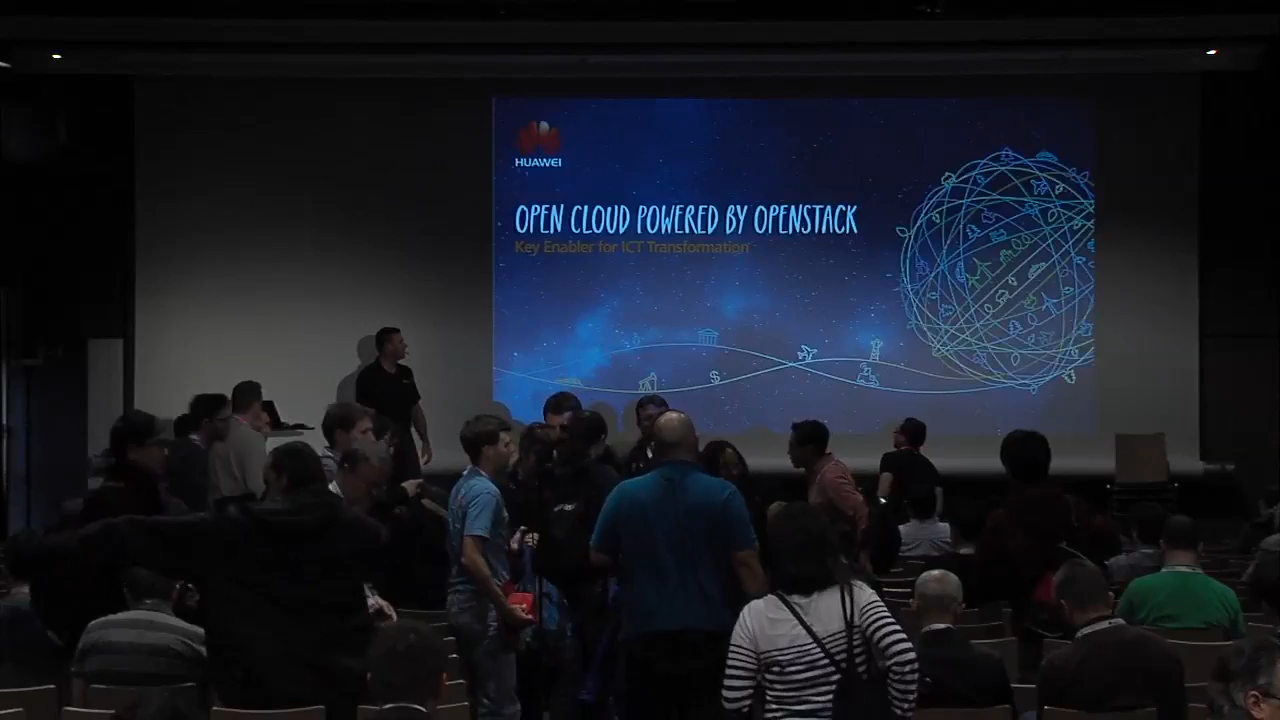 HUAWEI
OPEN CLOUD POWERED BY OPENSTACK
Key Enabler for ICT Transformation
$